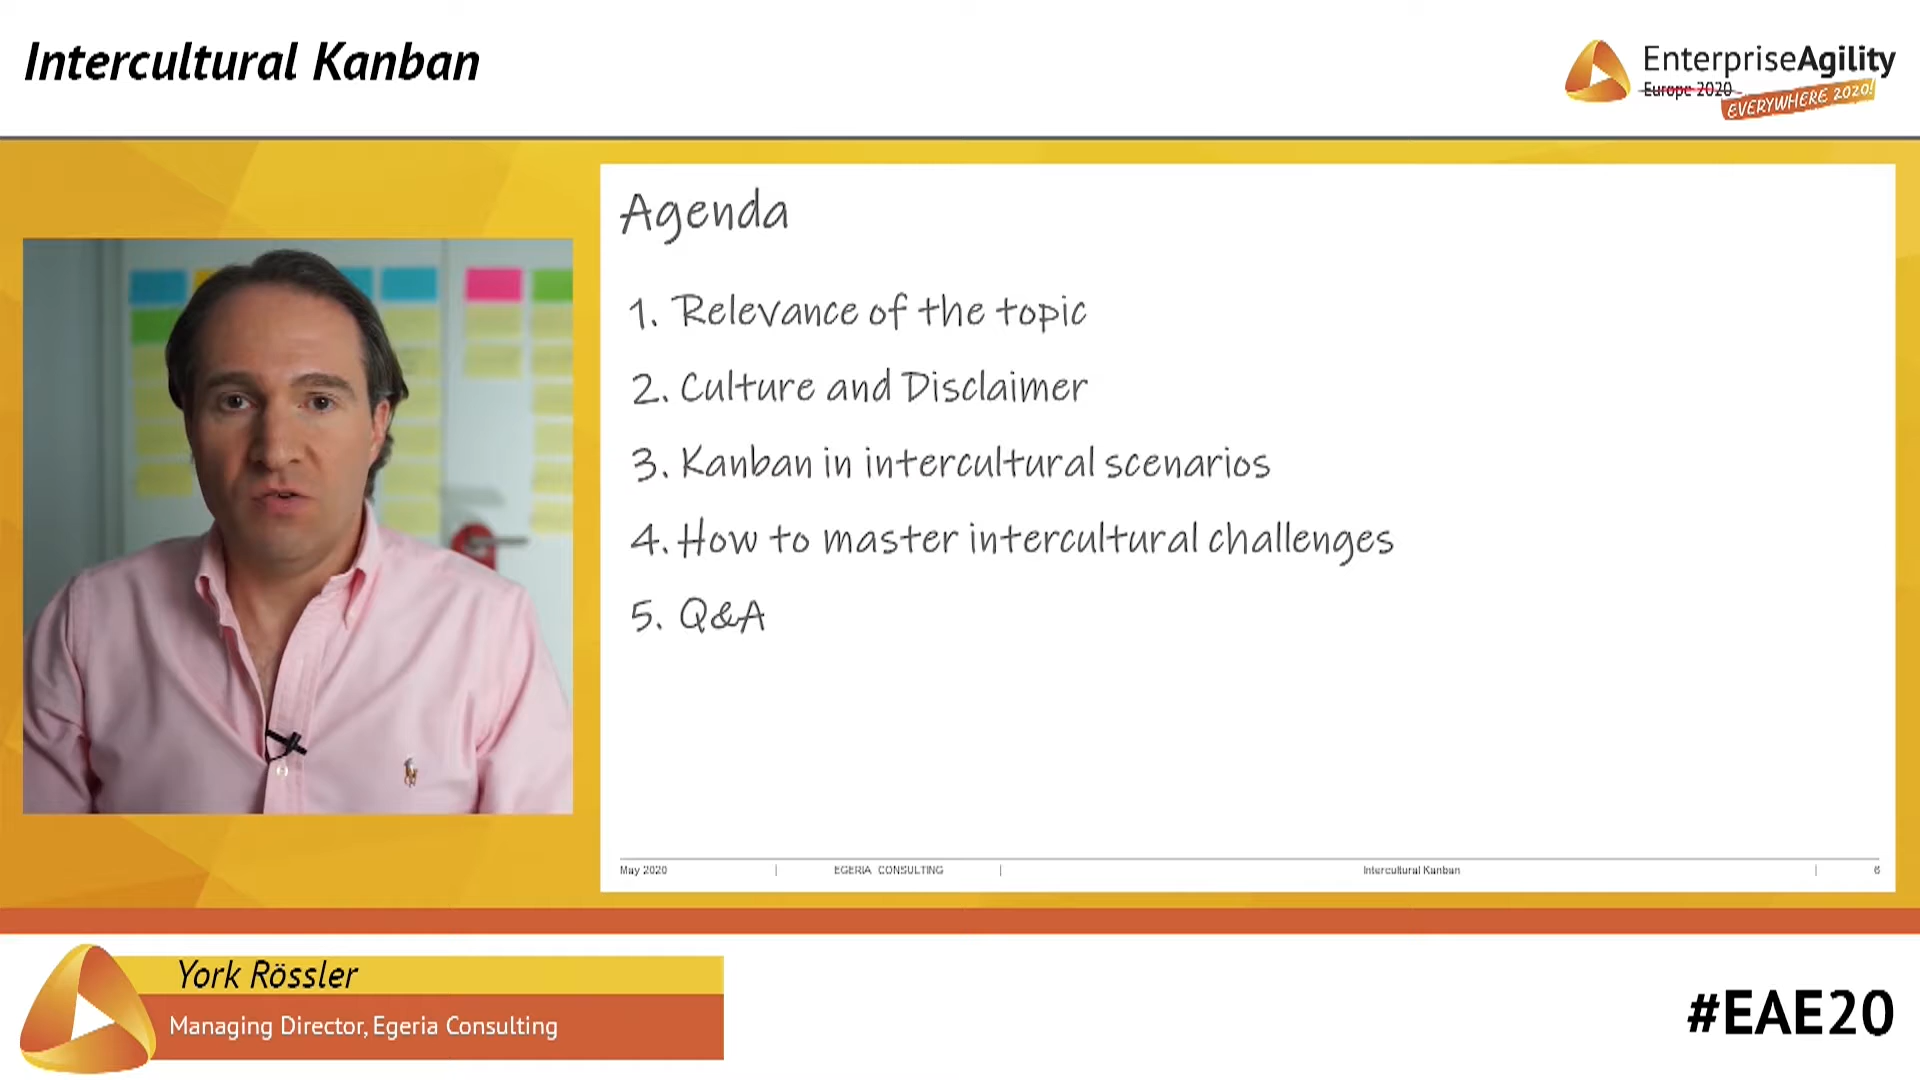 Intercultural Kanban
EnterpriseAgility
Europe 2020
EVERYWHERE 2020!
Agenda
1. Relevance of the topic
2. Culture and Disclaimer
3. Kanban in intercultural scenarios
4. How to master intercultural challenges
5. Q&A
May 2020 | EGERIA CONSULTING | Intercultural Kanban | 6
York Rössler
Managing Director, Egeria Consulting
#EAE20